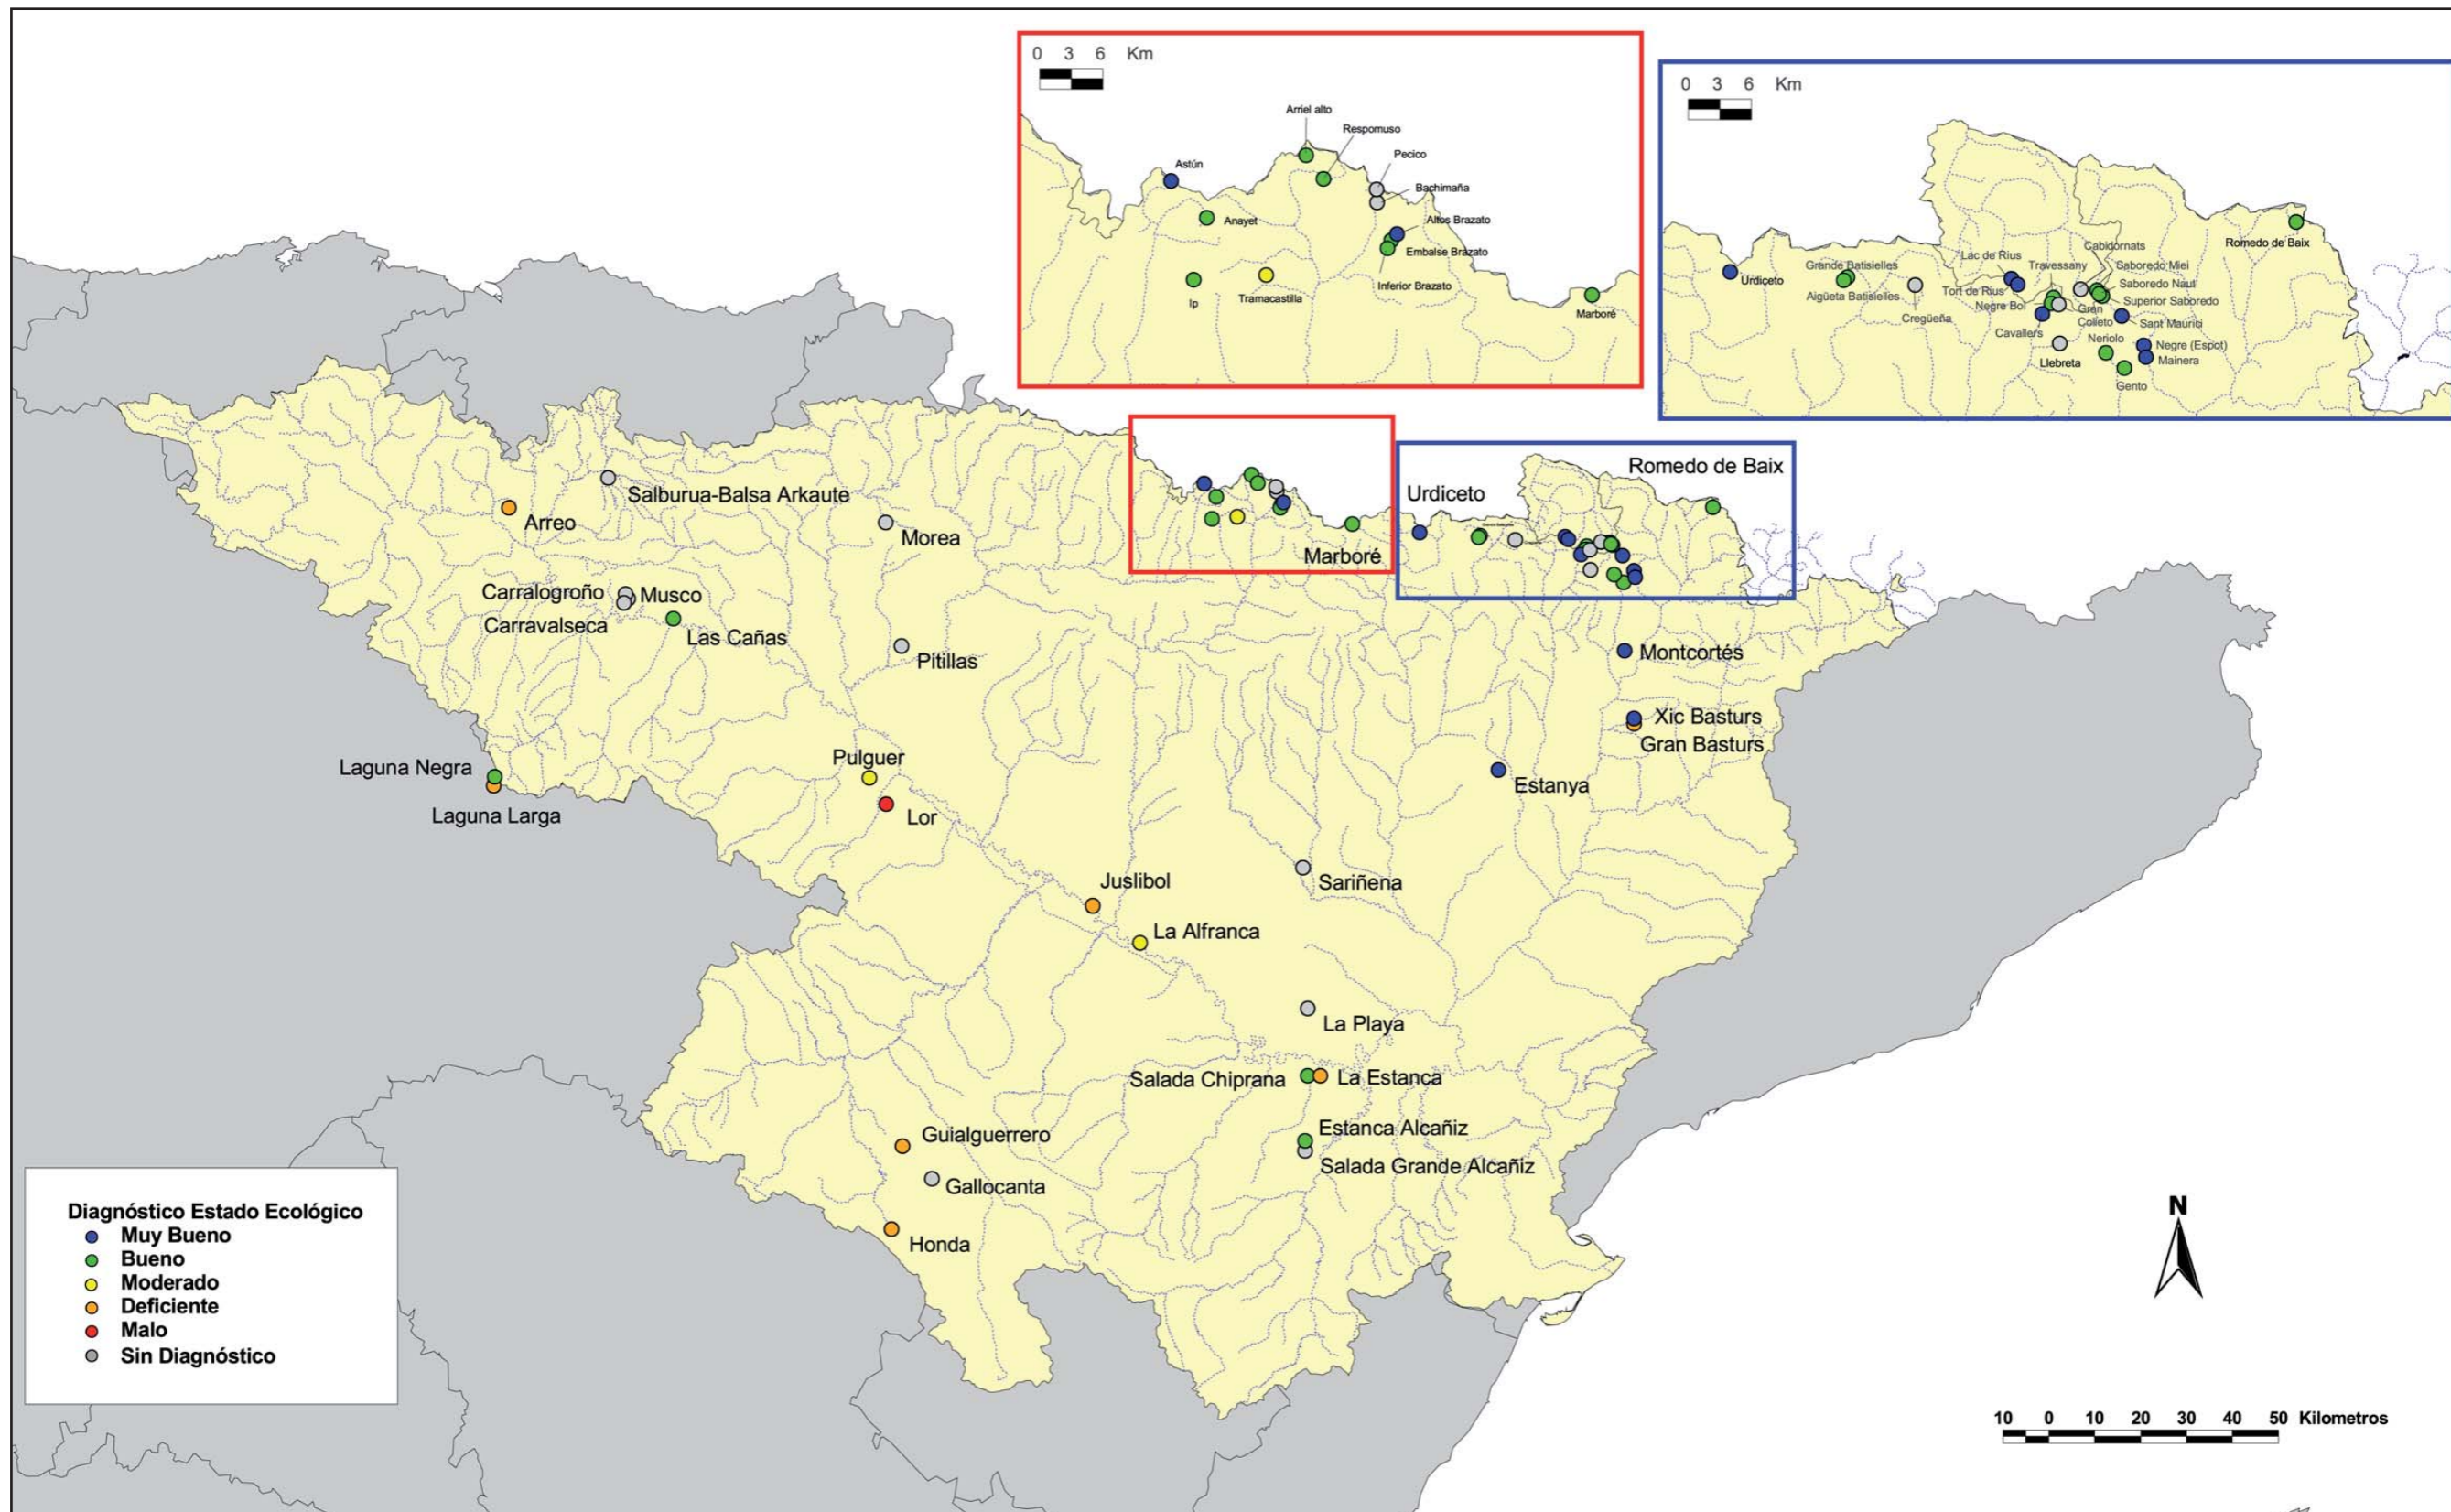 0 3 6 Km
Arriel alto
Respomuso
Pecico
Astún
Bachimaña
Anayet
Altos Brazato
Embalse Brazato
Ip
Tramacastilla
Inferior Brazato
Marboré
0 3 6 Km
Romedo de Baix
Cabidornats
Lac de Rius
Travessany
Saboredo Miei
Grande Batisielles
Urdiceto
Saboredo Naut
Tort de Rius
Aigüeta Batisielles
Superior Saboredo
Negre Boi
Gran
Cregüeña
Colieto
Sant Maurici
Cavallers
Neriolo
Negre (Espot)
Llebreta
Mainera
Gento
Romedo de Baix
Urdiceto
Salburua-Balsa Arkaute
Arreo
Morea
Marboré
Carralogroño
Musco
Carravalseca
Las Cañas
Pitillas
Montcortés
Xic Basturs
Gran Basturs
Laguna Negra
Pulguer
Estanya
Laguna Larga
Lor
Juslibol
Sariñena
La Alfranca
La Playa
Salada Chiprana
La Estanca
Guialguerrero
Estanca Alcañiz
Salada Grande Alcañiz
Gallocanta
Honda
Diagnóstico Estado Ecológico
Muy Bueno
Bueno
Moderado
Deficiente
Malo
Sin Diagnóstico
N
10 0 10 20 30 40 50 Kilometros